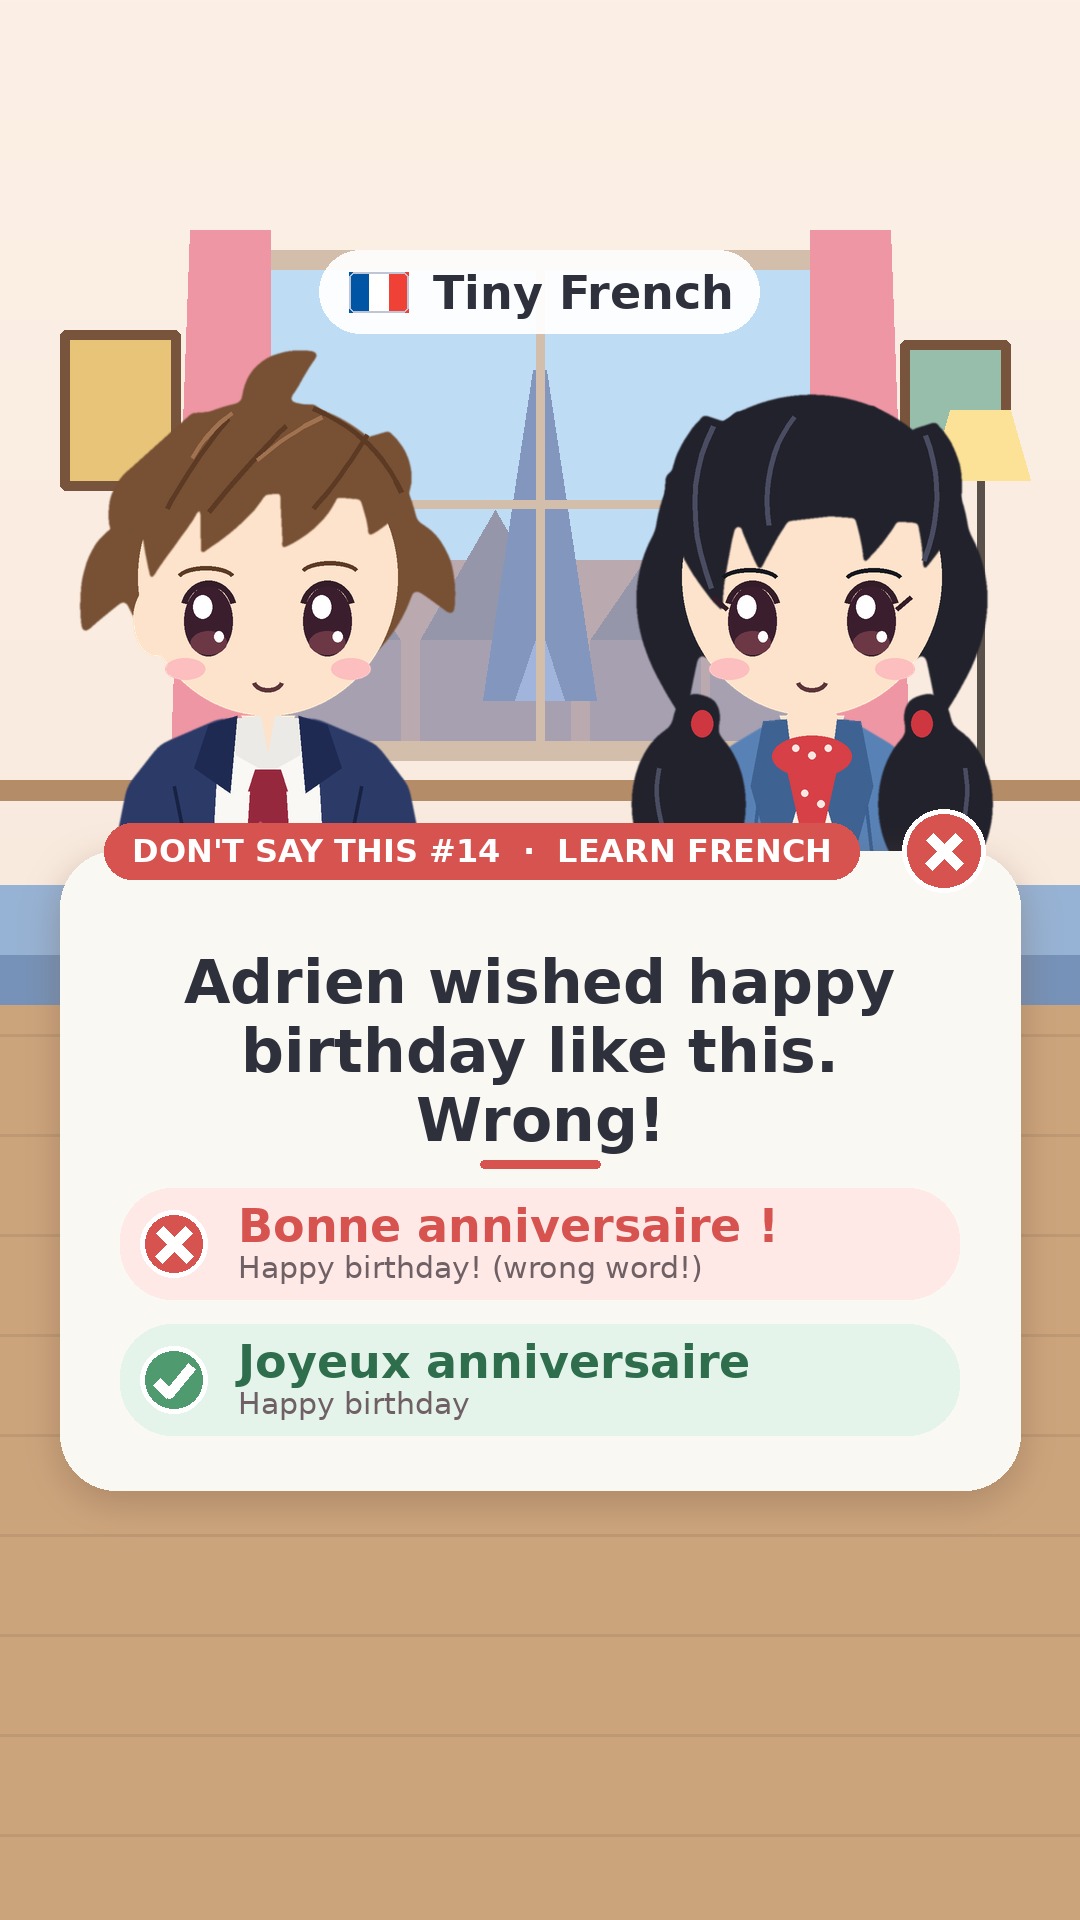 Tiny French
DON'T SAY THIS #14 · LEARN FRENCH
Adrien wished happy
birthday like this.
Wrong!
Bonne anniversaire !
Happy birthday! (wrong word!)
Joyeux anniversaire
Happy birthday